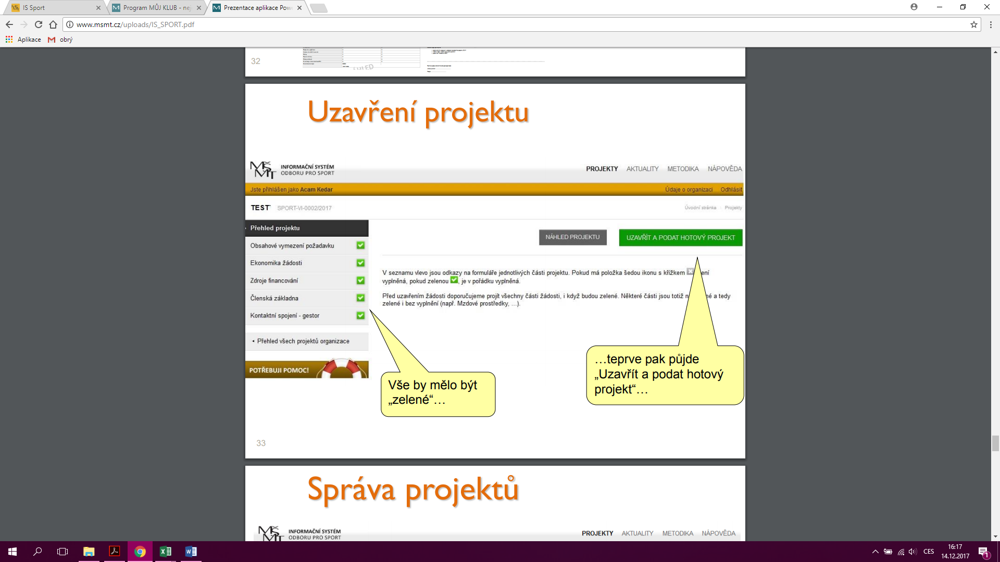 IS Sport
Program MŮJ KLUB - nej
Prezentace aplikace Pow
www.msmt.cz/uploads/IS_SPORT.pdf
Aplikace
obrý
32
Uzavření projektu
INFORMAČNÍ SYSTÉM
ODBORU PRO SPORT
PROJEKTY AKTUALITY METODIKA NÁPOVĚDA
Jste přihlášen jako Acam Kedar
Údaje o organizaci Odhlásit
TEST SPORT-VI-0002/2017
Úvodní stránka Projekty
Přehled projektu
Obsahové vymezení požadavku
Ekonomika žádosti
Zdroje financování
Členská základna
Kontaktní spojení - gestor
Přehled všech projektů organizace
POTŘEBUJI POMOC!
NÁHLED PROJEKTU
UZAVŘÍT A PODAT HOTOVÝ PROJEKT
V seznamu vlevo jsou odkazy na formuláře jednotlivých části projektu. Pokud má položka šedou ikonu s křížkem ení
vyplněná, pokud zelenou , je v pořádku vyplněná.
Před uzavřením žádosti doporučujeme projít všechny části žádosti, i když budou zelené. Některé části jsou totiž n né a tedy
zelené i bez vyplnění (např. Mzdové prostředky, ...).
Vše by mělo být
„zelené“…
…teprve pak půjde
„Uzavřít a podat hotový
projekt“…
33
Správa projektů
INFORMAČNÍ SYSTÉM
ODBORU PRO SPORT
PROJEKTY AKTUALITY METODIKA NÁPOVĚDA
CES
16:17
14.12.2017
1